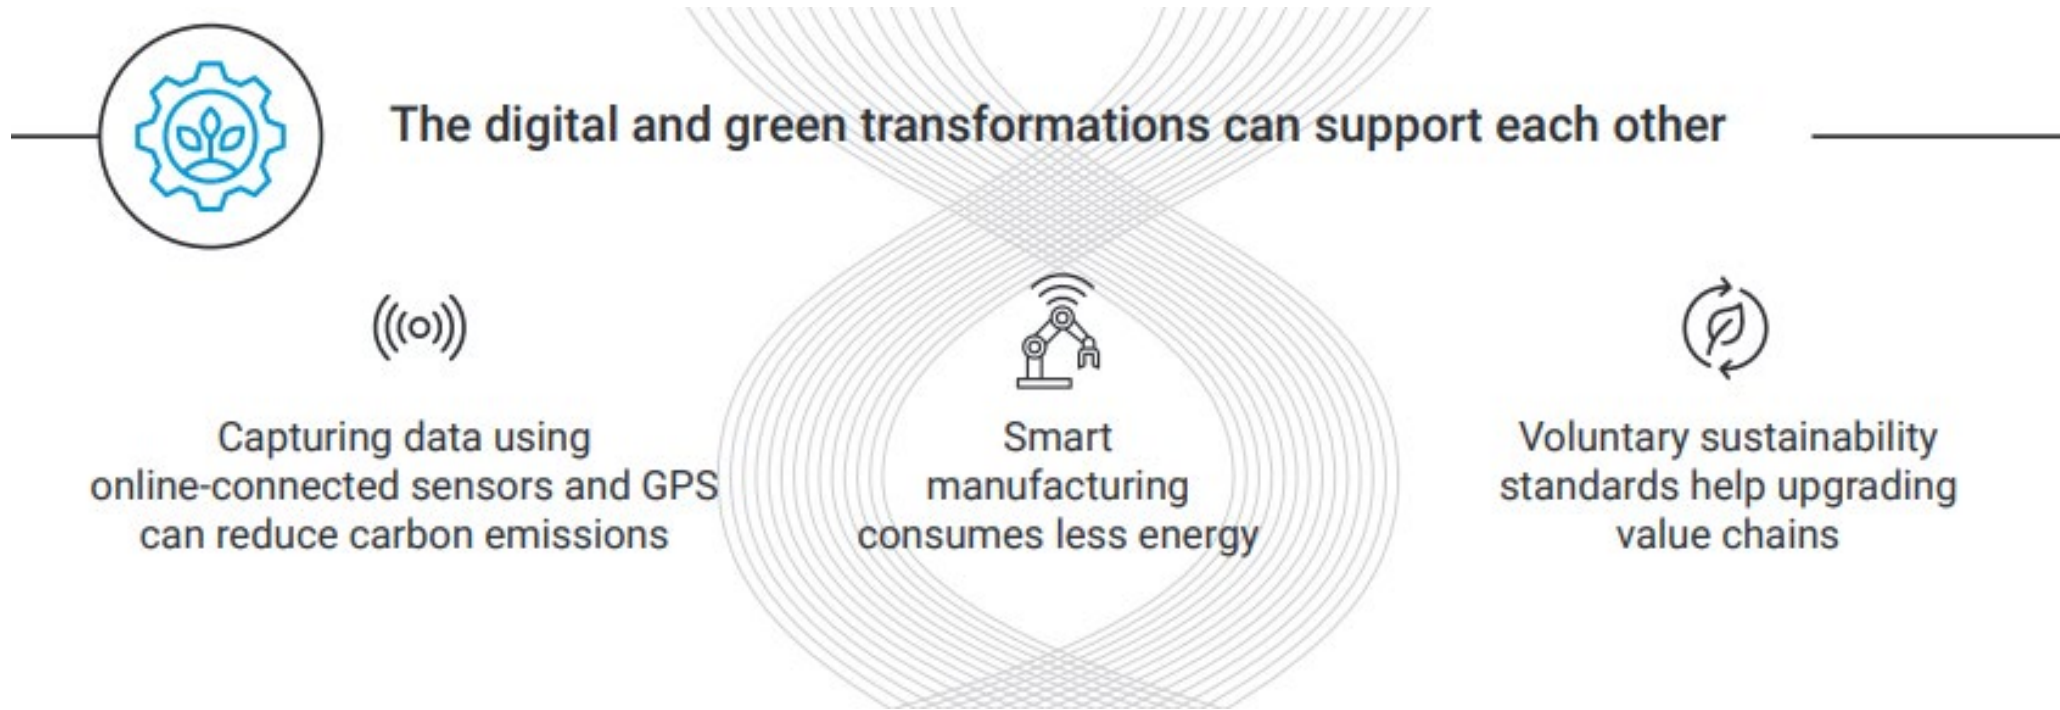 The digital and green transformations can support each other
Capturing data using
online-connected sensors and GPS
can reduce carbon emissions
Smart
manufacturing
consumes less energy
Voluntary sustainability
standards help upgrading
value chains